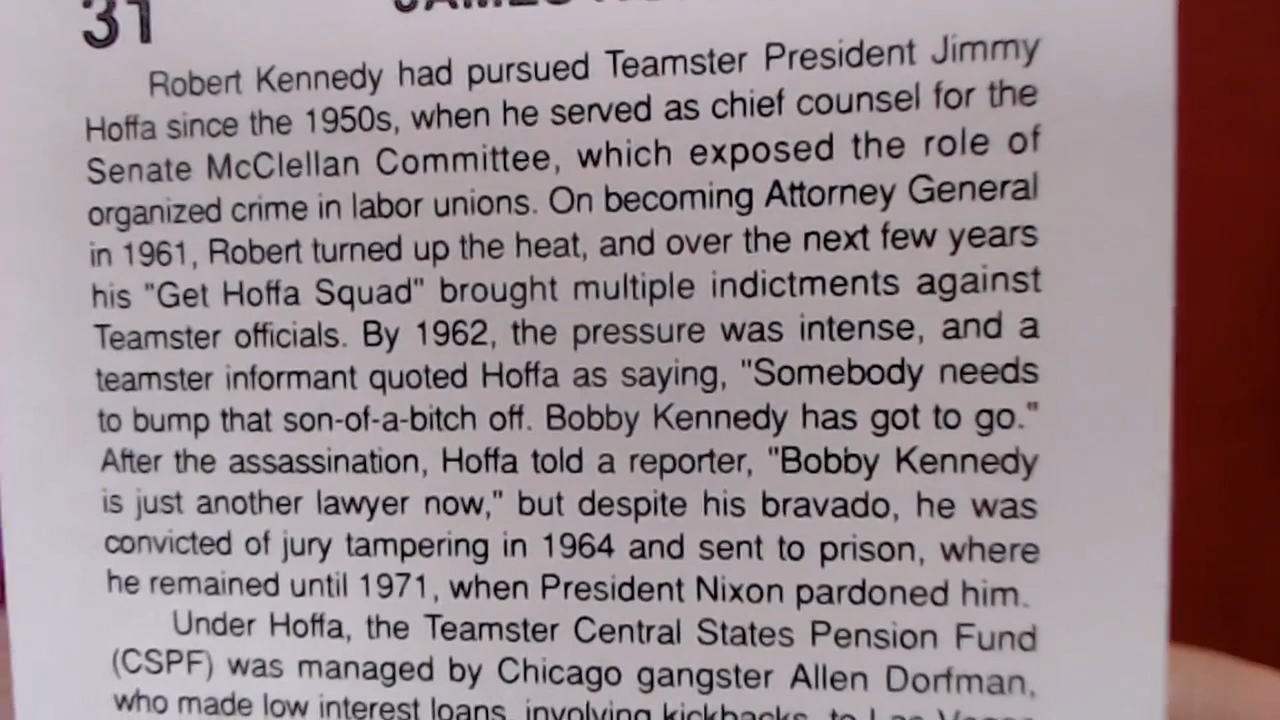 31
Robert Kennedy had pursued Teamster President Jimmy
Hoffa since the 1950s, when he served as chief counsel for the
Senate McClellan Committee, which exposed the role of
organized crime in labor unions. On becoming Attorney General
in 1961, Robert turned up the heat, and over the next few years
his "Get Hoffa Squad" brought multiple indictments against
Teamster officials. By 1962, the pressure was intense, and a
teamster informant quoted Hoffa as saying, "Somebody needs
to bump that son-of-a-bitch off. Bobby Kennedy has got to go."
After the assassination, Hoffa told a reporter, "Bobby Kennedy
is just another lawyer now," but despite his bravado, he was
convicted of jury tampering in 1964 and sent to prison, where
he remained until 1971, when President Nixon pardoned him.
Under Hoffa, the Teamster Central States Pension Fund
(CSPF) was managed by Chicago gangster Allen Dorfman,
who made low interest loans, involving kickbacks, to Las Vegas